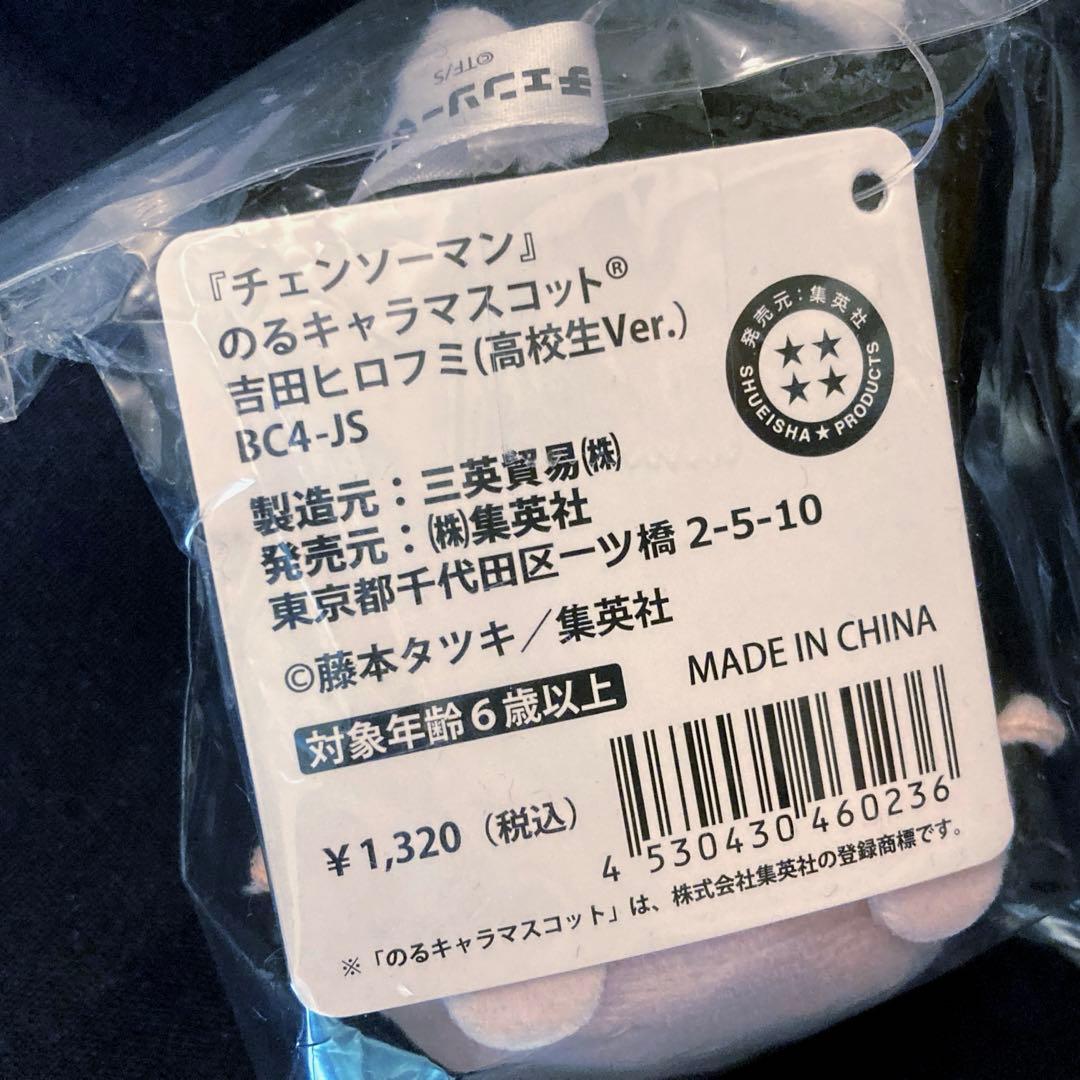 チェンソー
©TF/S
『チェンソーマン』
のるキャラマスコット®
吉田ヒロフミ(高校生Ver.)
BC4-JS
発売元：集英社
SHUEISHA★PRODUCTS
製造元：三英貿易㈱
発売元：㈱集英社
東京都千代田区一ツ橋 2-5-10
©藤本タツキ／集英社
MADE IN CHINA
対象年齢６歳以上
￥1,320（税込）
4 530430 460236
※「のるキャラマスコット」は、株式会社集英社の登録商標です。